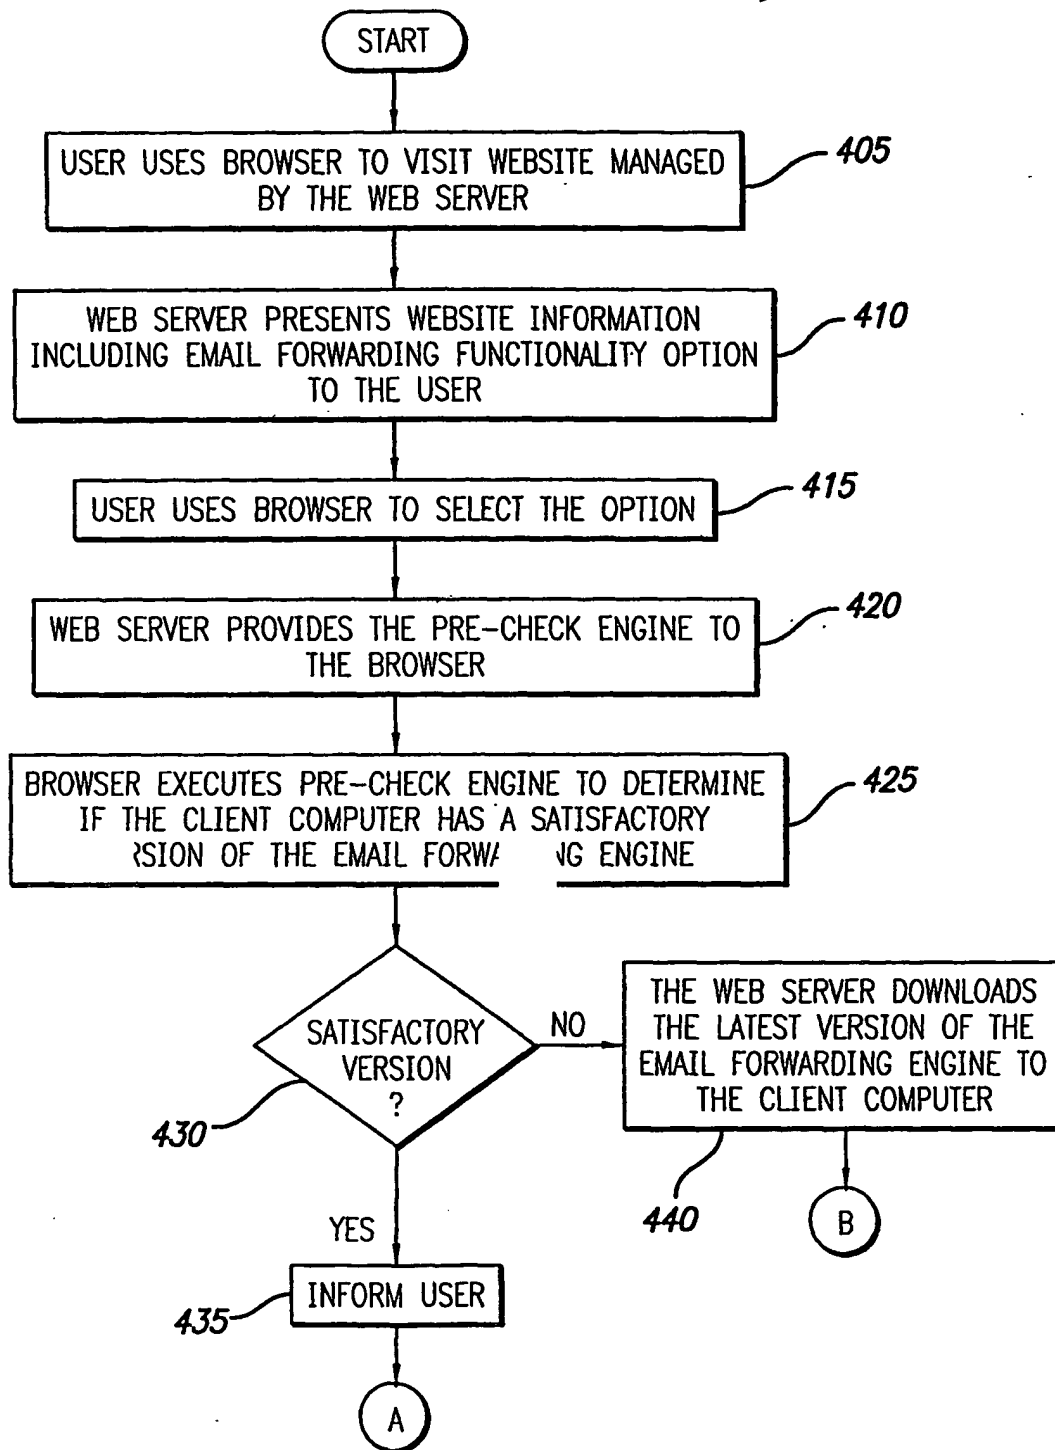 START
USER USES BROWSER TO VISIT WEBSITE MANAGED
BY THE WEB SERVER
405
WEB SERVER PRESENTS WEBSITE INFORMATION
INCLUDING EMAIL FORWARDING FUNCTIONALITY OPTION
TO THE USER
410
USER USES BROWSER TO SELECT THE OPTION
415
WEB SERVER PROVIDES THE PRE-CHECK ENGINE TO
THE BROWSER
420
BROWSER EXECUTES PRE-CHECK ENGINE TO DETERMINE
IF THE CLIENT COMPUTER HAS A SATISFACTORY
OF THE EMAIL ENGINE
425
SATISFACTORY
VERSION
?
430
NO
THE WEB SERVER DOWNLOADS
THE LATEST VERSION OF THE
EMAIL FORWARDING ENGINE TO
THE CLIENT COMPUTER
440
B
YES
INFORM USER
435
A